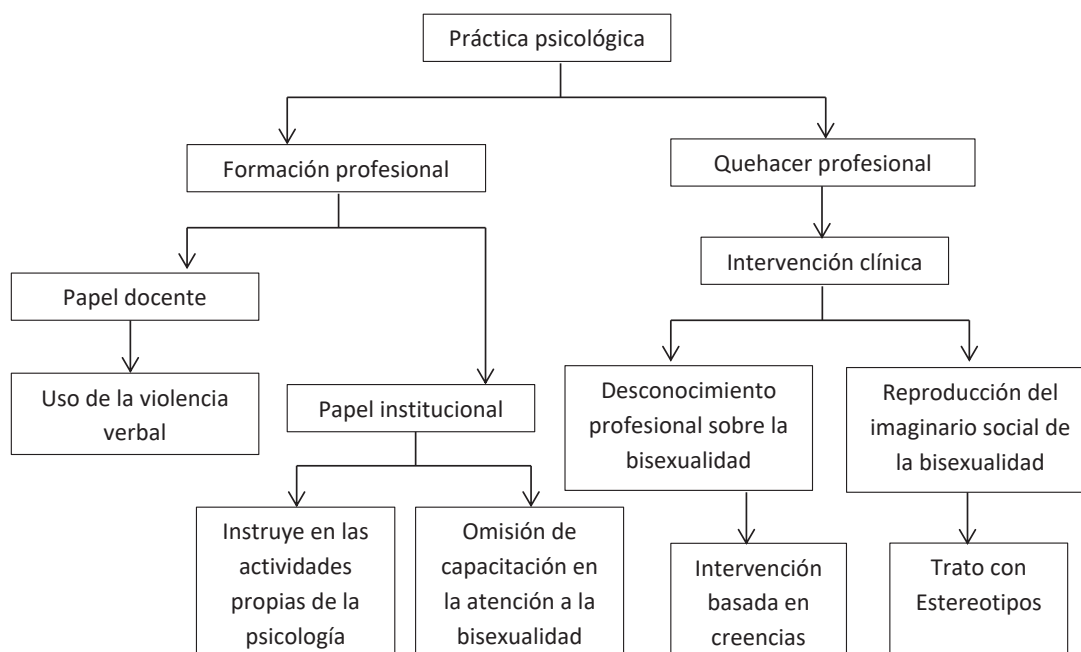 Práctica psicológica
Formación profesional
Quehacer profesional
Papel docente
Intervención clínica
Uso de la violencia
verbal
Papel institucional
Desconocimiento
profesional sobre la
bisexualidad
Reproducción del
imaginario social de
la bisexualidad
Instruye en las
actividades
propias de la
psicología
Omisión de
capacitación en
la atención a la
bisexualidad
Intervención
basada en
creencias
Trato con
Estereotipos